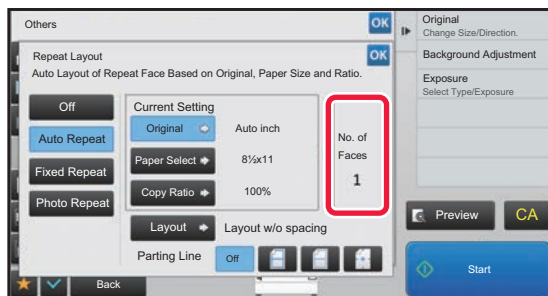 Others
OK
Repeat Layout
OK
Auto Layout of Repeat Face Based on Original, Paper Size and Ratio.
Off
Auto Repeat
Fixed Repeat
Photo Repeat
Current Setting
Original
Auto inch
Paper Select
8½x11
Copy Ratio
100%
Layout
Layout w/o spacing
Parting Line
Off
No. of
Faces
1
Back
Original
Change Size/Direction.
Background Adjustment
Exposure
Select Type/Exposure
Preview
CA
Start